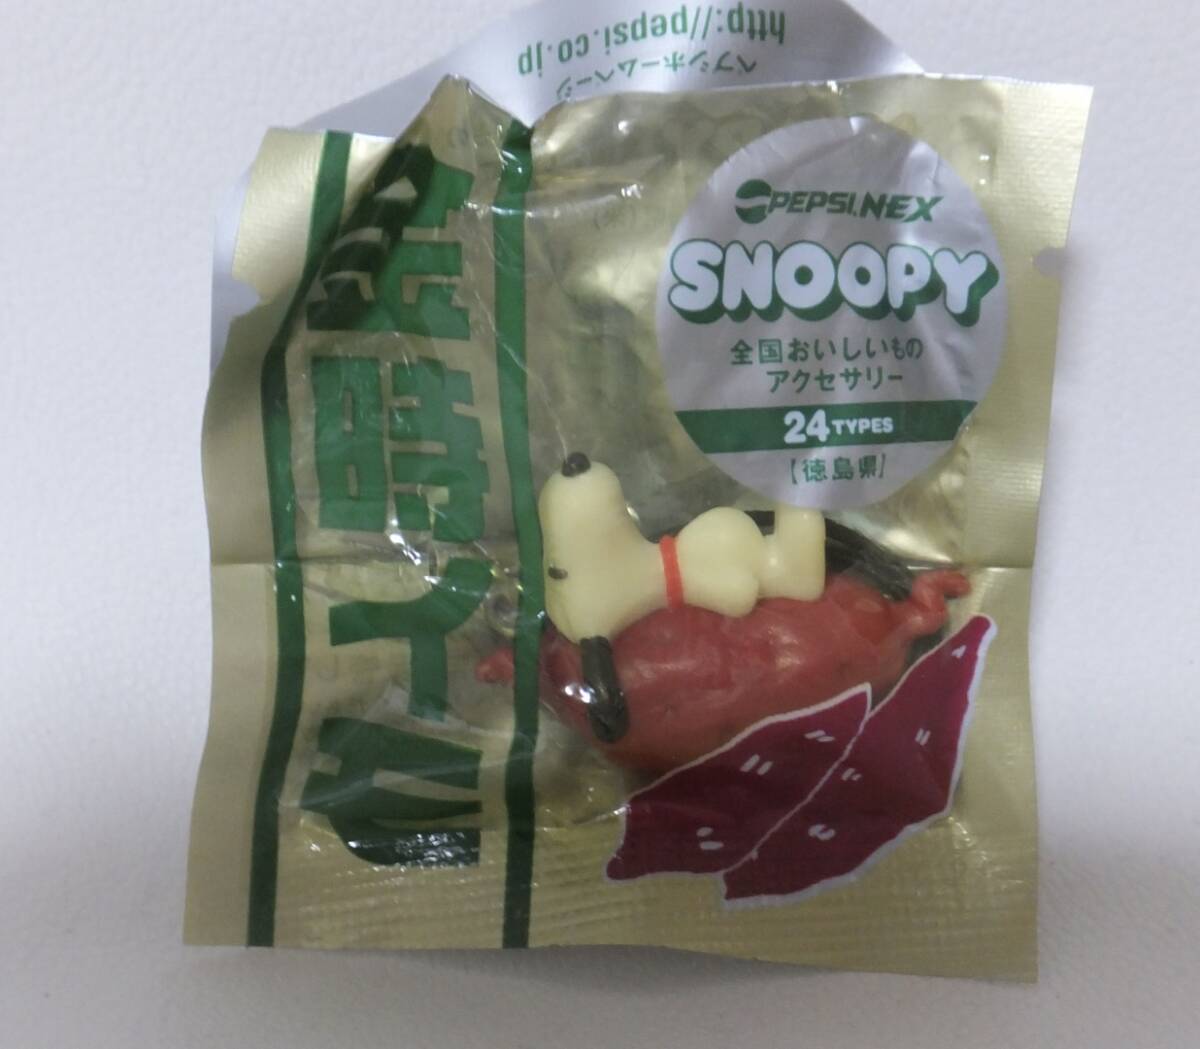 ペプシホームページ
http://pepsi.co.jp
PEPSI.NEX
SNOOPY
全国おいしいもの
アクセサリー
24 TYPES
【徳島県】
金時イモ